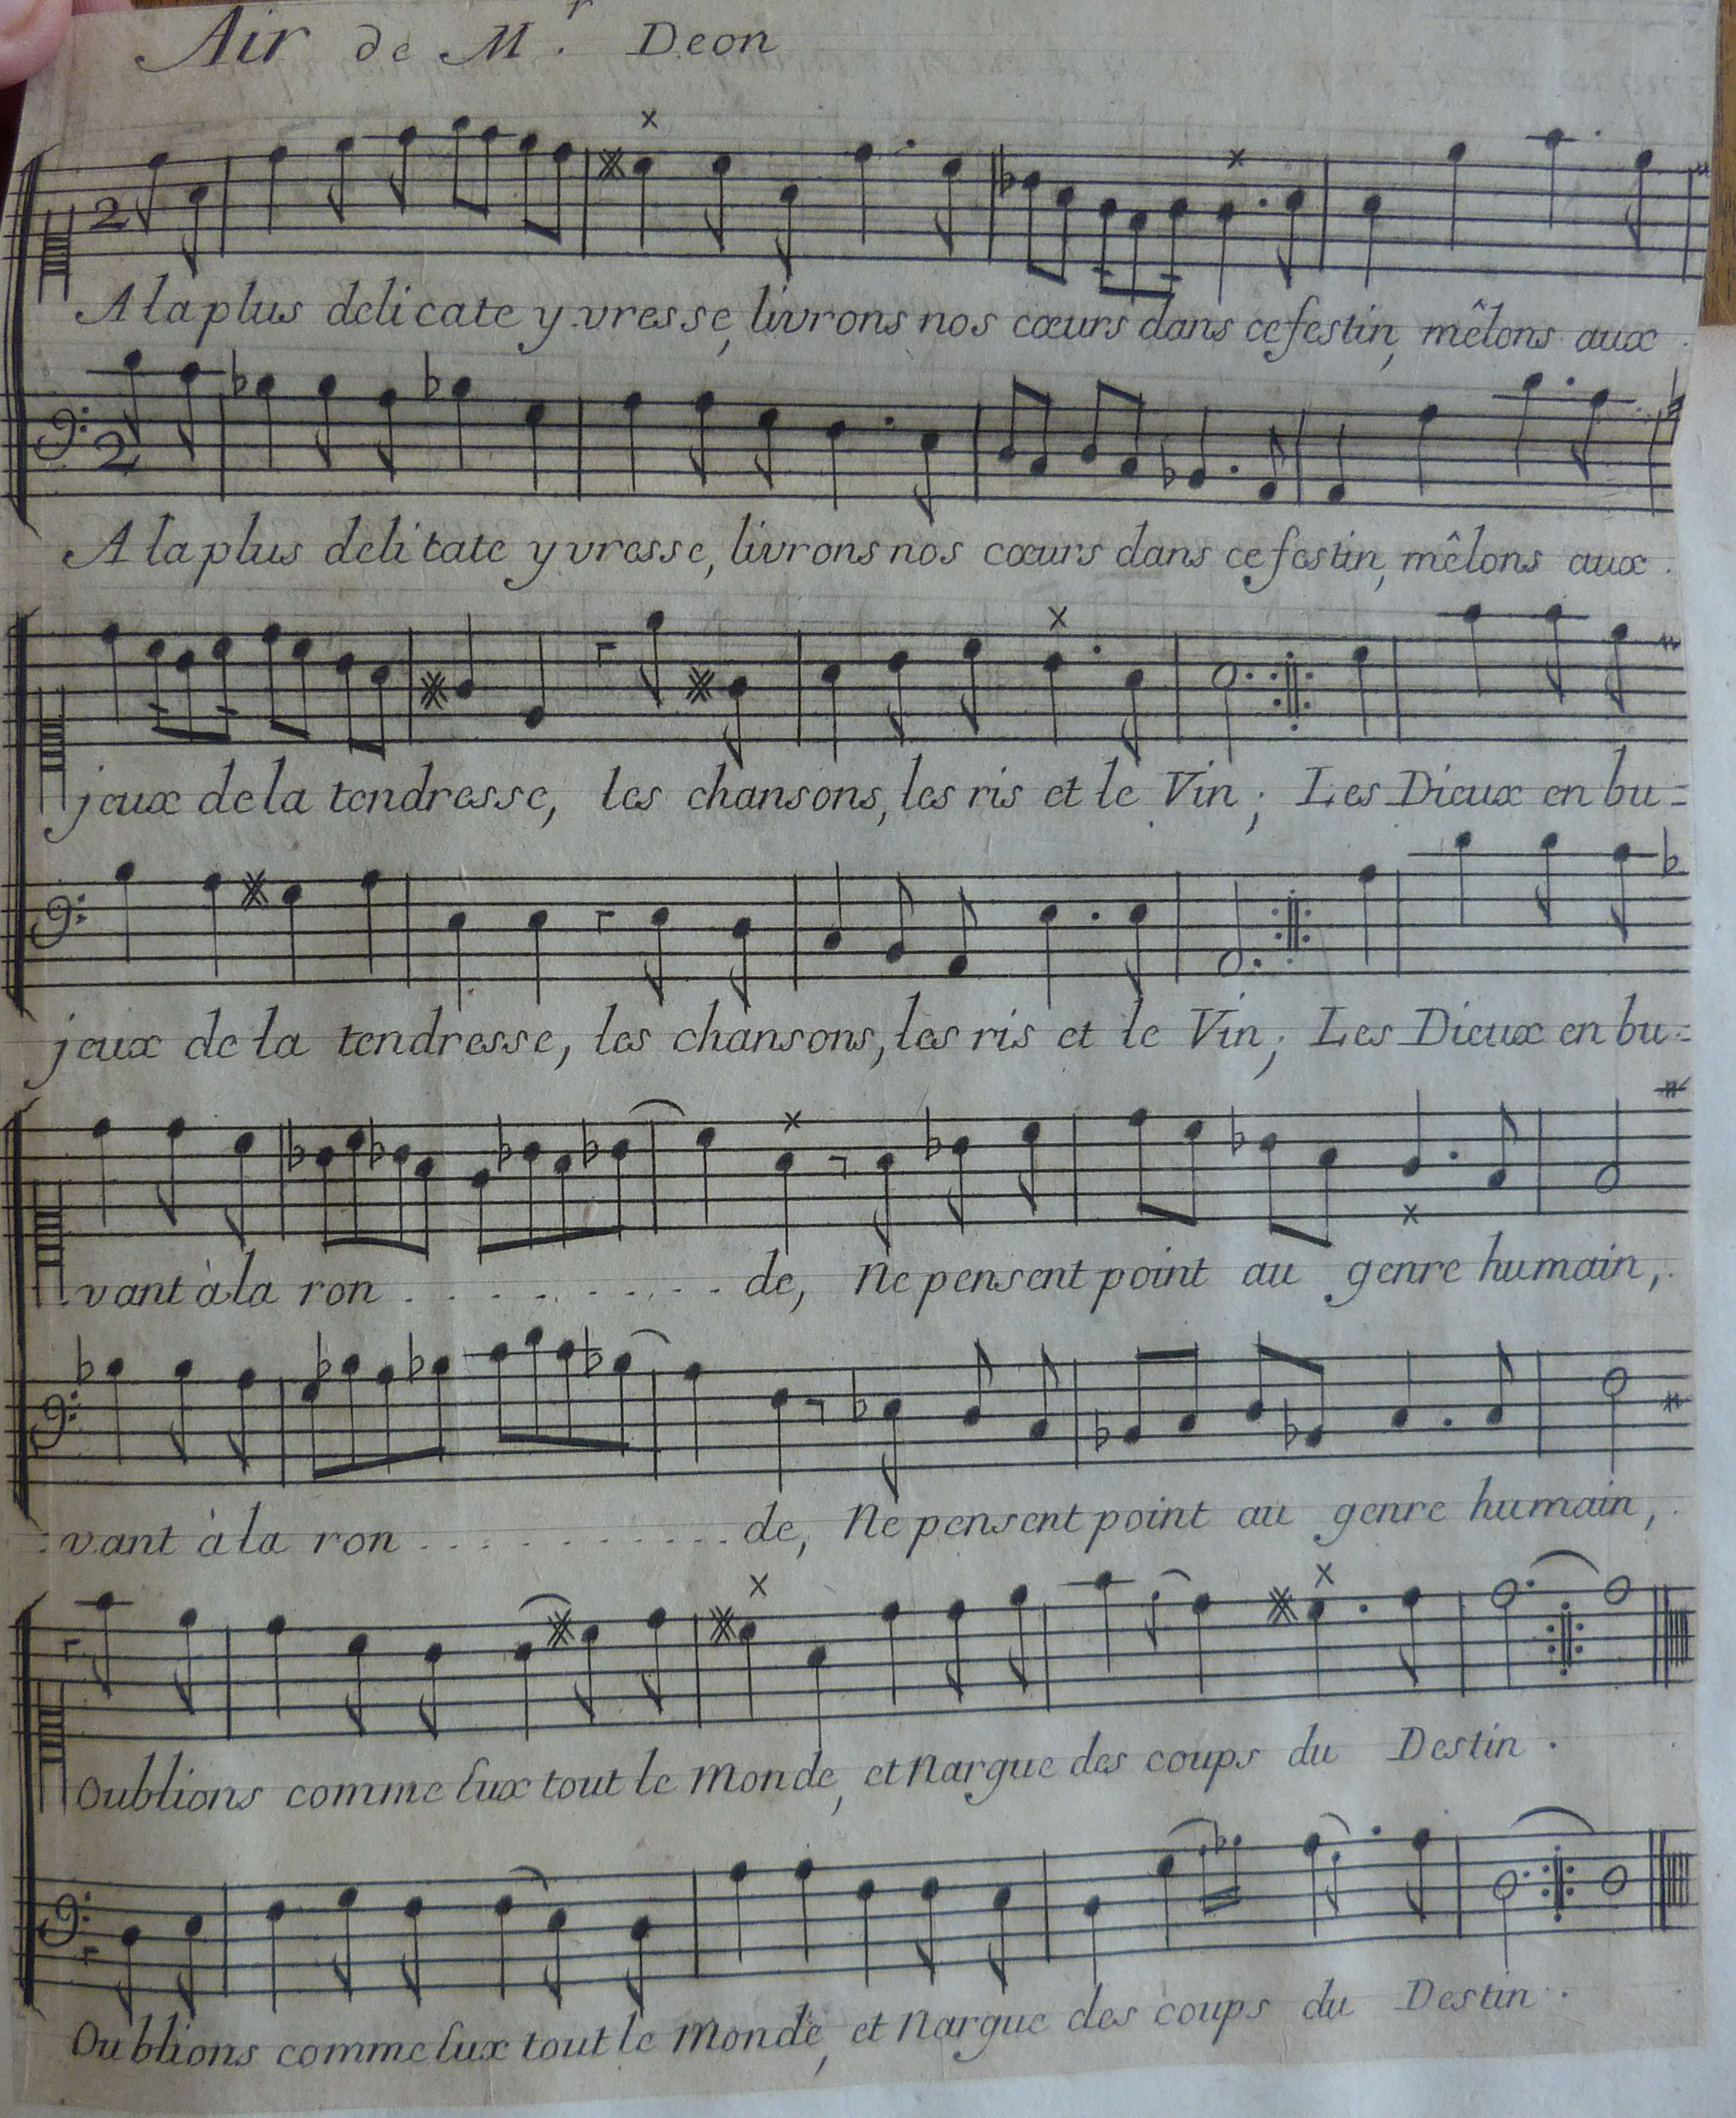 Air de Mr. Deon
2
A la plus delicate yvresse, livrons nos cœurs dans ce festin, mêlons aux
2
A la plus delitate yvresse, livrons nos cœurs dans ce festin, mêlons aux
jeux de la tendresse, les chansons, les ris et le Vin; Les Dieux en bu=
jeux de la tendresse, les chansons, les ris et le Vin; Les Dieux en bu=
vant à la ron . . . . . . . . . de, Ne pensent point au genre humain,
vant à la ron . . . . . . . . . . . de, Ne pensent point au genre humain,
Oublions comme Eux tout le Monde, et Nargue des coups du Destin.
Oublions comme Eux tout le Monde, et Nargue des coups du Destin.